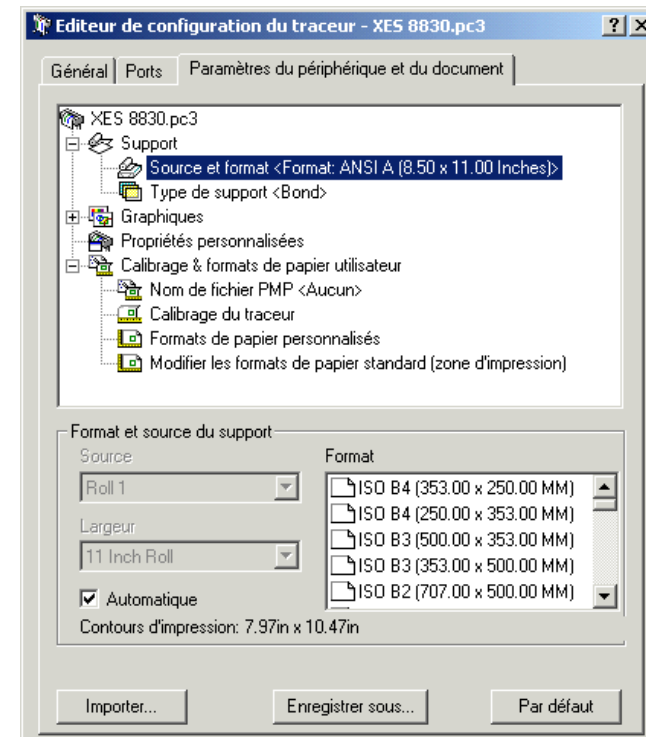 Editeur de configuration du traceur - XES 8830.pc3
Général Ports Paramètres du périphérique et du document
XES 8830.pc3
Support
Source et format <Format: ANSI A (8.50 x 11.00 Inches)>
Type de support <Bond>
Graphiques
Propriétés personnalisées
Calibrage & formats de papier utilisateur
Nom de fichier PMP <Aucun>
Calibrage du traceur
Formats de papier personnalisés
Modifier les formats de papier standard (zone d'impression)
Format et source du support
Source
Roll 1
Largeur
11 Inch Roll
Automatique
Format
ISO B4 (353.00 x 250.00 MM)
ISO B4 (250.00 x 353.00 MM)
ISO B3 (500.00 x 353.00 MM)
ISO B3 (353.00 x 500.00 MM)
ISO B2 (707.00 x 500.00 MM)
Contours d'impression: 7.97in x 10.47in
Importer... Enregistrer sous... Par défaut